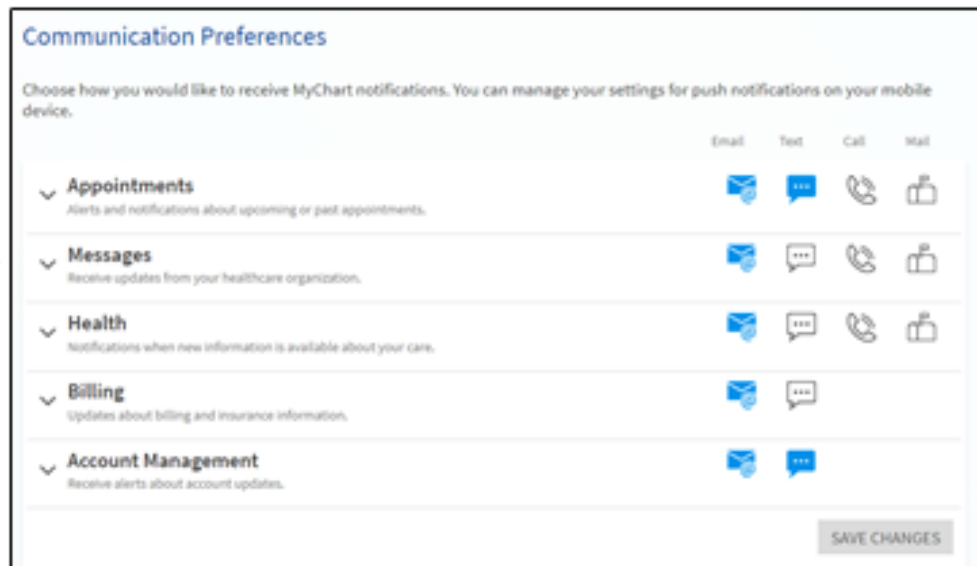 Communication Preferences
Choose how you would like to receive MyChart notifications. You can manage your settings for push notifications on your mobile
device.
Email Text Call Mail
Appointments
Alerts and notifications about upcoming or past appointments.
Messages
Receive updates from your healthcare organization.
Health
Notifications when new information is available about your care.
Billing
Updates about billing and insurance information.
Account Management
Receive alerts about account updates.
SAVE CHANGES